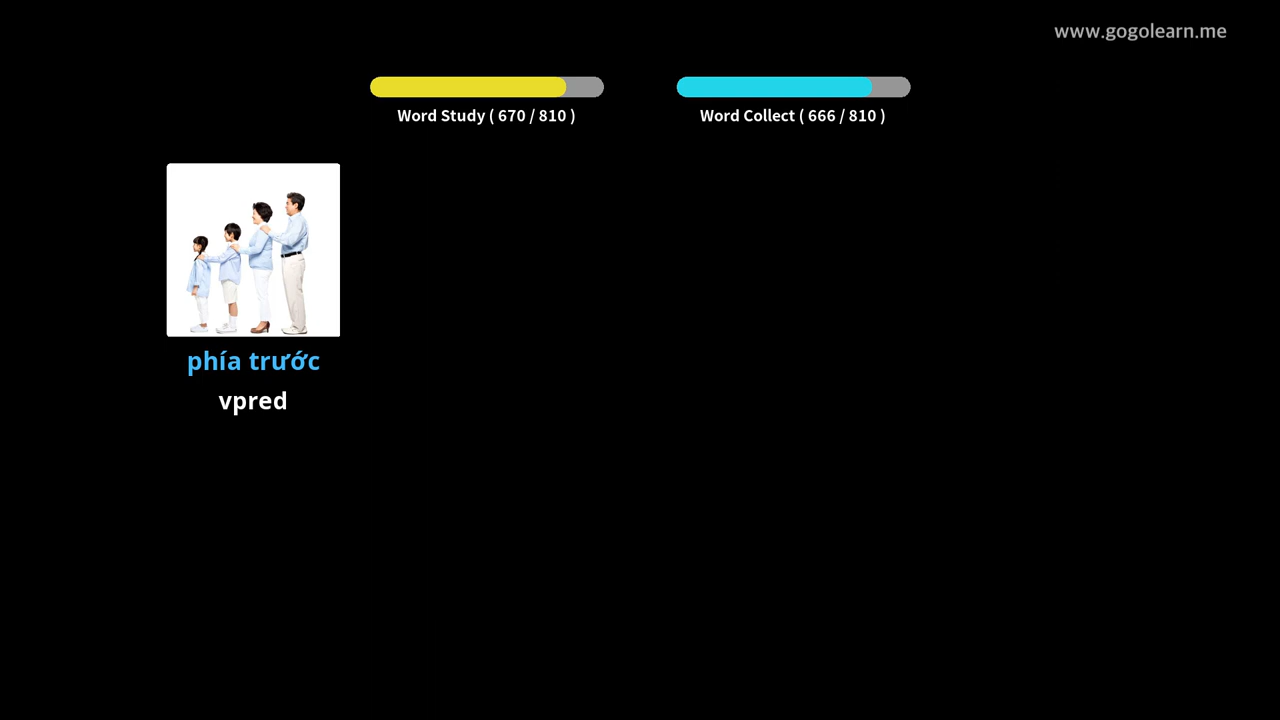 www.gogolearn.me
Word Study ( 670 / 810 )
Word Collect ( 666 / 810 )
phía trước
vpred